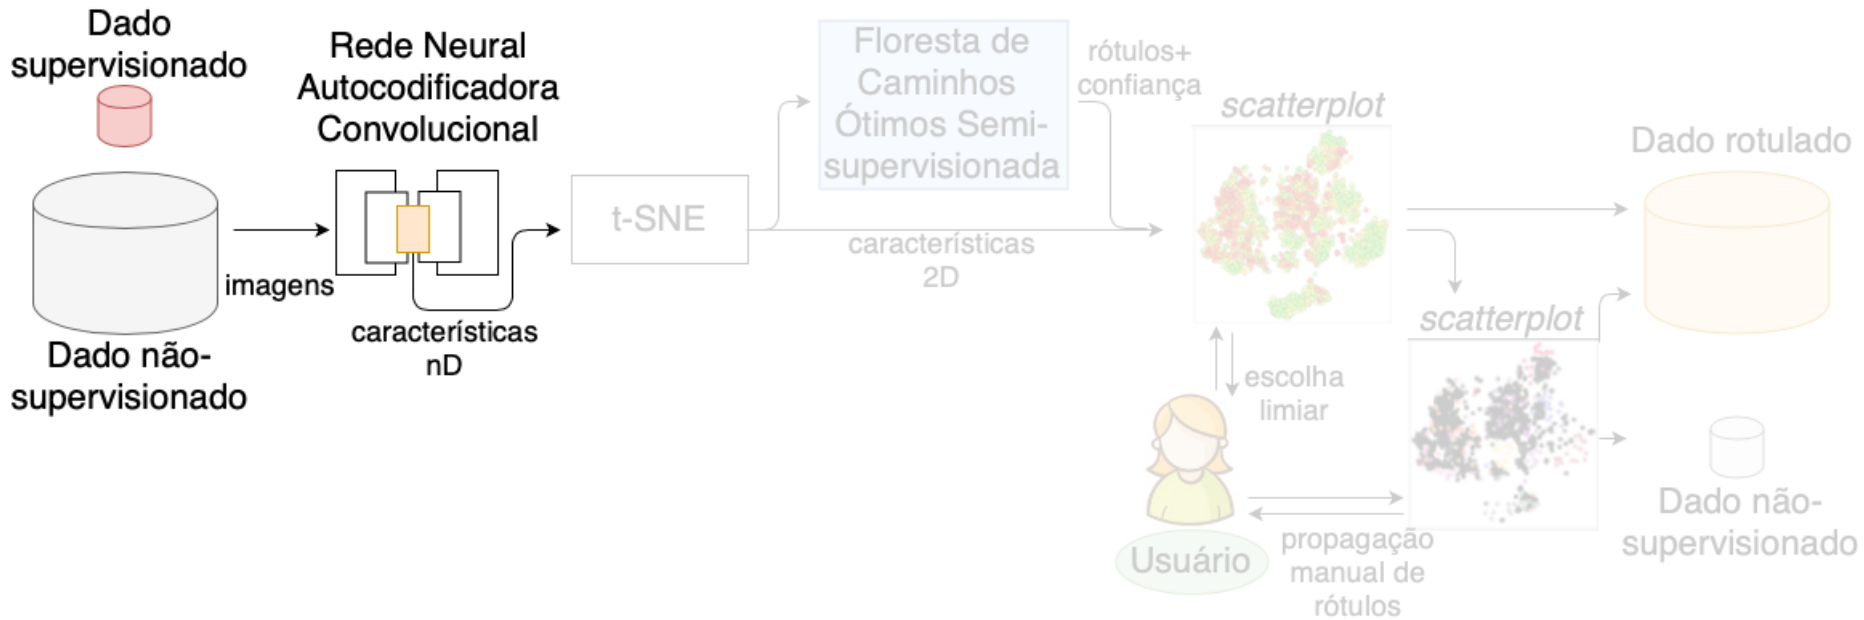 Dado
supervisionado
Rede Neural
Autocodificadora
Convolucional
imagens
características
nD
Dado não-
supervisionado
t-SNE
Floresta de
Caminhos
Ótimos Semi-
supervisionada
rótulos+
confiança
características
2D
scatterplot
escolha
limiar
Usuário
propagação
manual de
rótulos
scatterplot
Dado rotulado
Dado não-
supervisionado